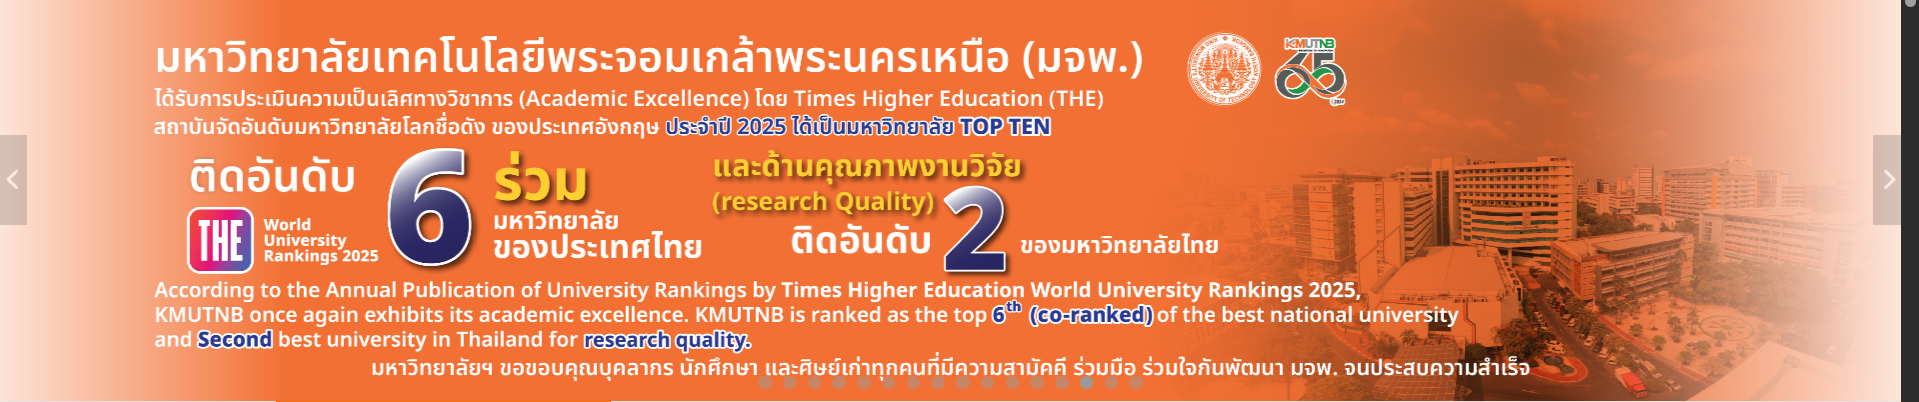 มหาวิทยาลัยเทคโนโลยีพระจอมเกล้าพระนครเหนือ (มจพ.)
KMUTNB
65
ได้รับการประเมินความเป็นเลิศทางวิชาการ (Academic Excellence) โดย Times Higher Education (THE)
สถาบันจัดอันดับมหาวิทยาลัยโลกชื่อดัง ของประเทศอังกฤษ ประจำปี 2025 ได้เป็นมหาวิทยาลัย TOP TEN
ติดอันดับ 6 ร่วม
มหาวิทยาลัย
ของประเทศไทย
THE World
University
Rankings 2025
และด้านคุณภาพงานวิจัย
(research Quality)
ติดอันดับ 2 ของมหาวิทยาลัยไทย
According to the Annual Publication of University Rankings by Times Higher Education World University Rankings 2025,
KMUTNB once again exhibits its academic excellence. KMUTNB is ranked as the top 6th (co-ranked) of the best national university
and Second best university in Thailand for research quality.
มหาวิทยาลัยฯ ขอขอบคุณบุคลากร นักศึกษา และศิษย์เก่าทุกคนที่มีความสามัคคี ร่วมมือ ร่วมใจกันพัฒนา มจพ. จนประสบความสำเร็จ